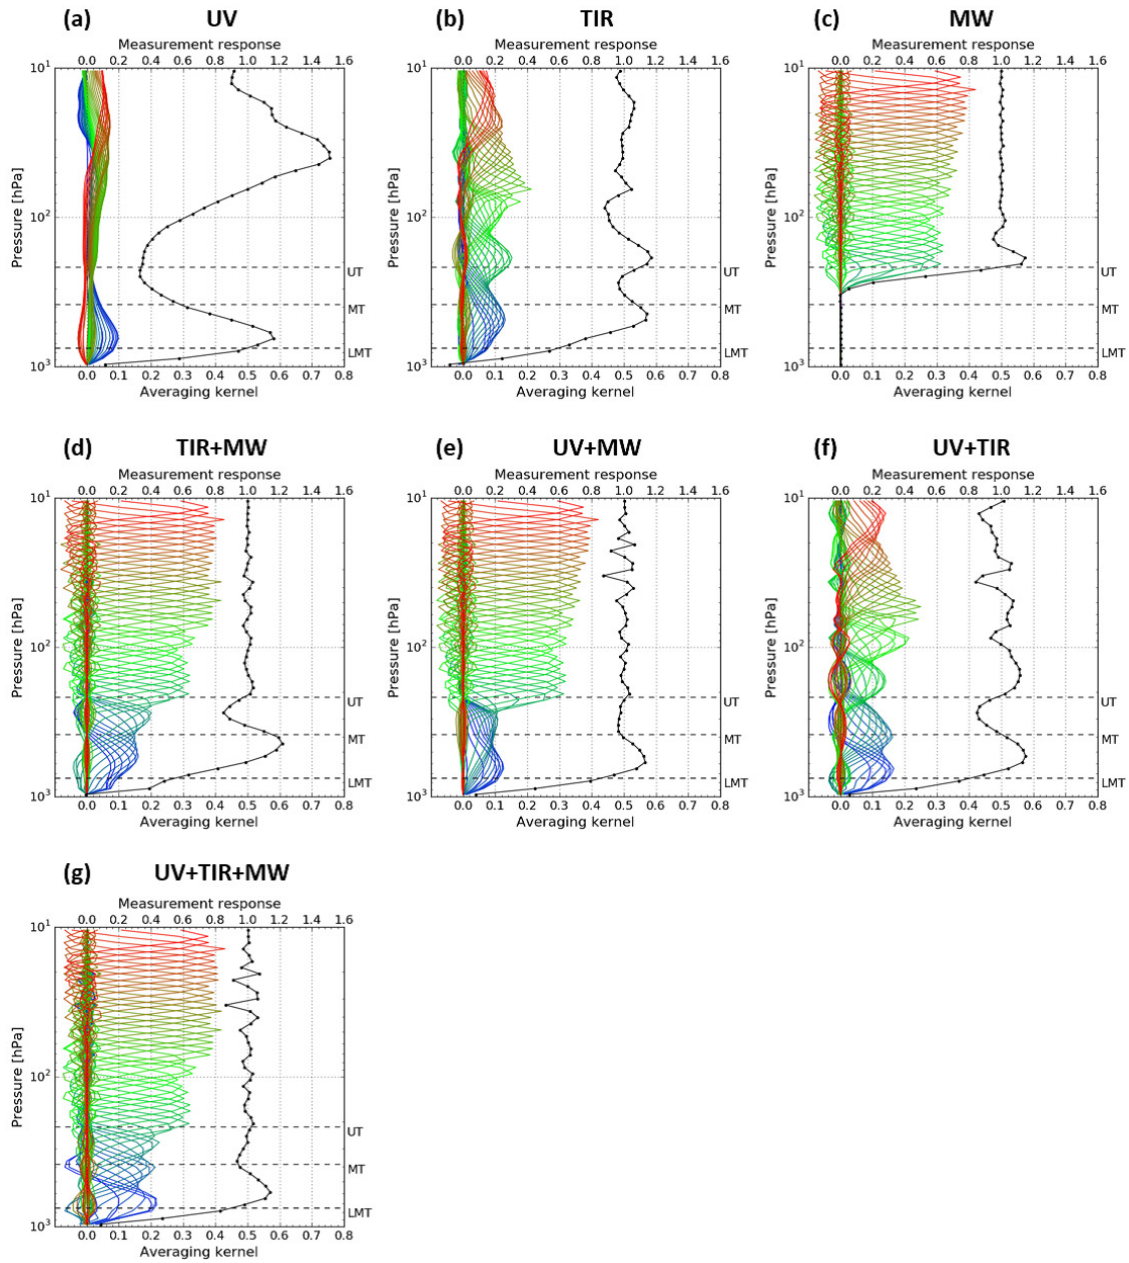 (a) UV
Measurement response
0.0 0.2 0.4 0.6 0.8 1.0 1.2 1.4 1.6
10¹
10²
10³
Pressure [hPa]
UT
MT
LMT
0.0 0.1 0.2 0.3 0.4 0.5 0.6 0.7 0.8
Averaging kernel
(b) TIR
Measurement response
0.0 0.2 0.4 0.6 0.8 1.0 1.2 1.4 1.6
10¹
10²
10³
Pressure [hPa]
UT
MT
LMT
0.0 0.1 0.2 0.3 0.4 0.5 0.6 0.7 0.8
Averaging kernel
(c) MW
Measurement response
0.0 0.2 0.4 0.6 0.8 1.0 1.2 1.4 1.6
10¹
10²
10³
Pressure [hPa]
UT
MT
LMT
0.0 0.1 0.2 0.3 0.4 0.5 0.6 0.7 0.8
Averaging kernel
(d) TIR+MW
Measurement response
0.0 0.2 0.4 0.6 0.8 1.0 1.2 1.4 1.6
10¹
10²
10³
Pressure [hPa]
UT
MT
LMT
0.0 0.1 0.2 0.3 0.4 0.5 0.6 0.7 0.8
Averaging kernel
(e) UV+MW
Measurement response
0.0 0.2 0.4 0.6 0.8 1.0 1.2 1.4 1.6
10¹
10²
10³
Pressure [hPa]
UT
MT
LMT
0.0 0.1 0.2 0.3 0.4 0.5 0.6 0.7 0.8
Averaging kernel
(f) UV+TIR
Measurement response
0.0 0.2 0.4 0.6 0.8 1.0 1.2 1.4 1.6
10¹
10²
10³
Pressure [hPa]
UT
MT
LMT
0.0 0.1 0.2 0.3 0.4 0.5 0.6 0.7 0.8
Averaging kernel
(g) UV+TIR+MW
Measurement response
0.0 0.2 0.4 0.6 0.8 1.0 1.2 1.4 1.6
10¹
10²
10³
Pressure [hPa]
UT
MT
LMT
0.0 0.1 0.2 0.3 0.4 0.5 0.6 0.7 0.8
Averaging kernel